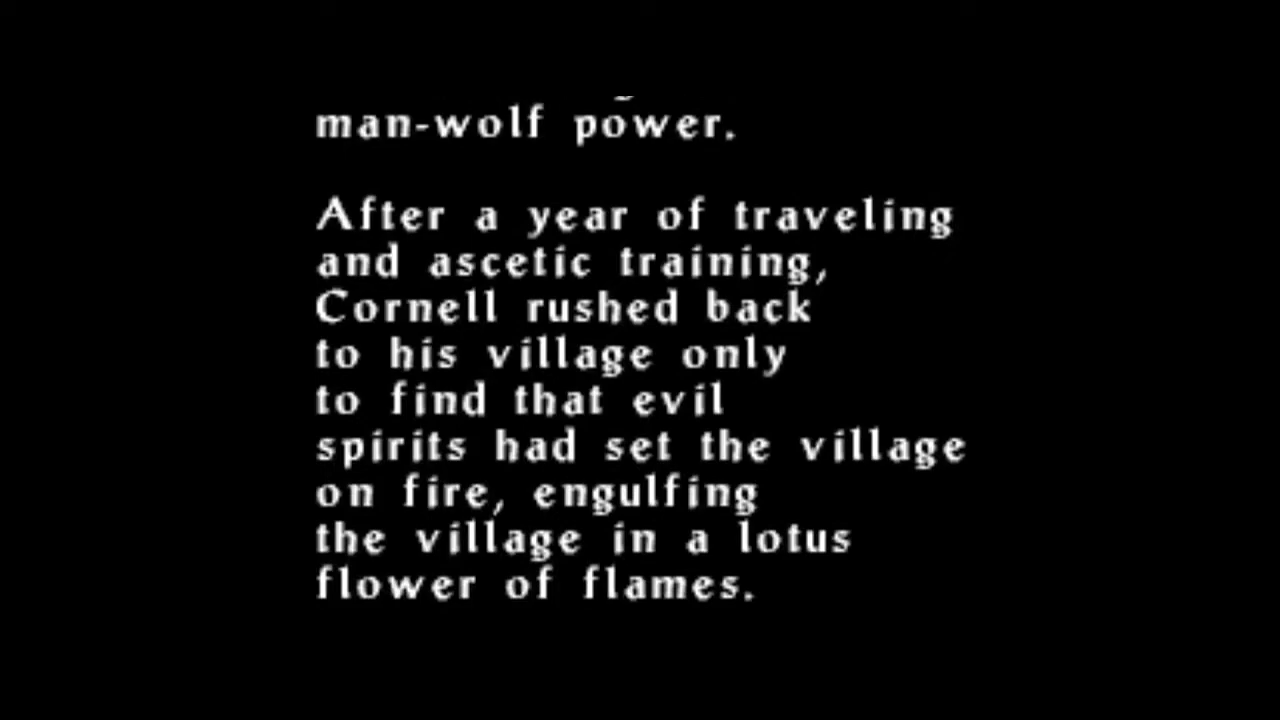 man-wolf power.
After a year of traveling
and ascetic training,
Cornell rushed back
to his village only
to find that evil
spirits had set the village
on fire, engulfing
the village in a lotus
flower of flames.